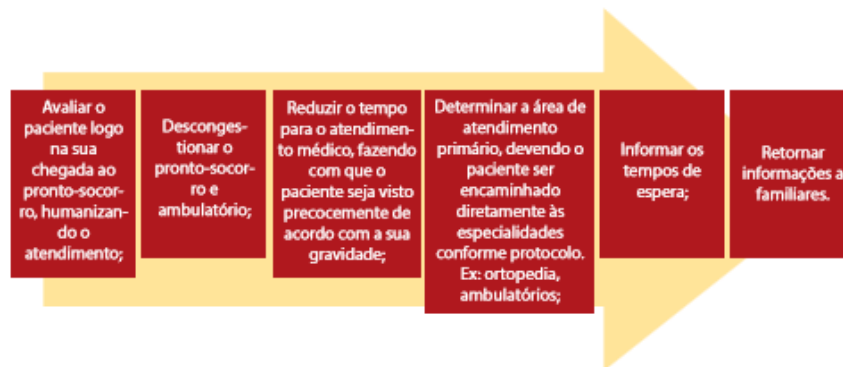 Avaliar o
paciente logo
na sua
chegada ao
pronto-socor-
ro, humanizan-
do o
atendimento;
Desconges-
tionar o
pronto-socor-
ro e
ambulatório;
Reduzir o tempo
para o atendimen-
to médico, fazendo
com que o
paciente seja visto
precocemente de
acordo com a sua
gravidade;
Determinar a área de
atendimento
primário, devendo o
paciente ser
encaminhado
diretamente às
especialidades
conforme protocolo.
Ex: ortopedia,
ambulatórios;
Informar os
tempos de
espera;
Retornar
informações a
familiares.